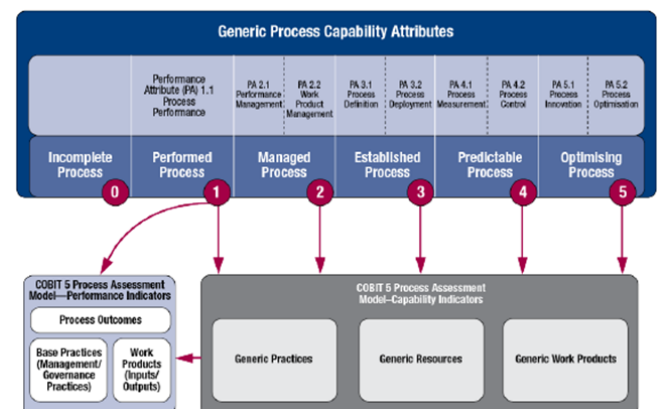 Generic Process Capability Attributes
Performance
Attribute (PA) 1.1
Process
Performance
PA 2.1
Performance
Management
PA 2.2
Work
Product
Management
PA 3.1
Process
Definition
PA 3.2
Process
Deployment
PA 4.1
Process
Measurement
PA 4.2
Process
Control
PA 5.1
Process
Innovation
PA 5.2
Process
Optimisation
Incomplete
Process
0
Performed
Process
1
Managed
Process
2
Established
Process
3
Predictable
Process
4
Optimising
Process
5
COBIT 5 Process Assessment
Model—Performance Indicators
Process Outcomes
Base Practices
(Management/
Governance
Practices)
Work
Products
(Inputs/
Outputs)
COBIT 5 Process Assessment
Model–Capability Indicators
Generic Practices
Generic Resources
Generic Work Products